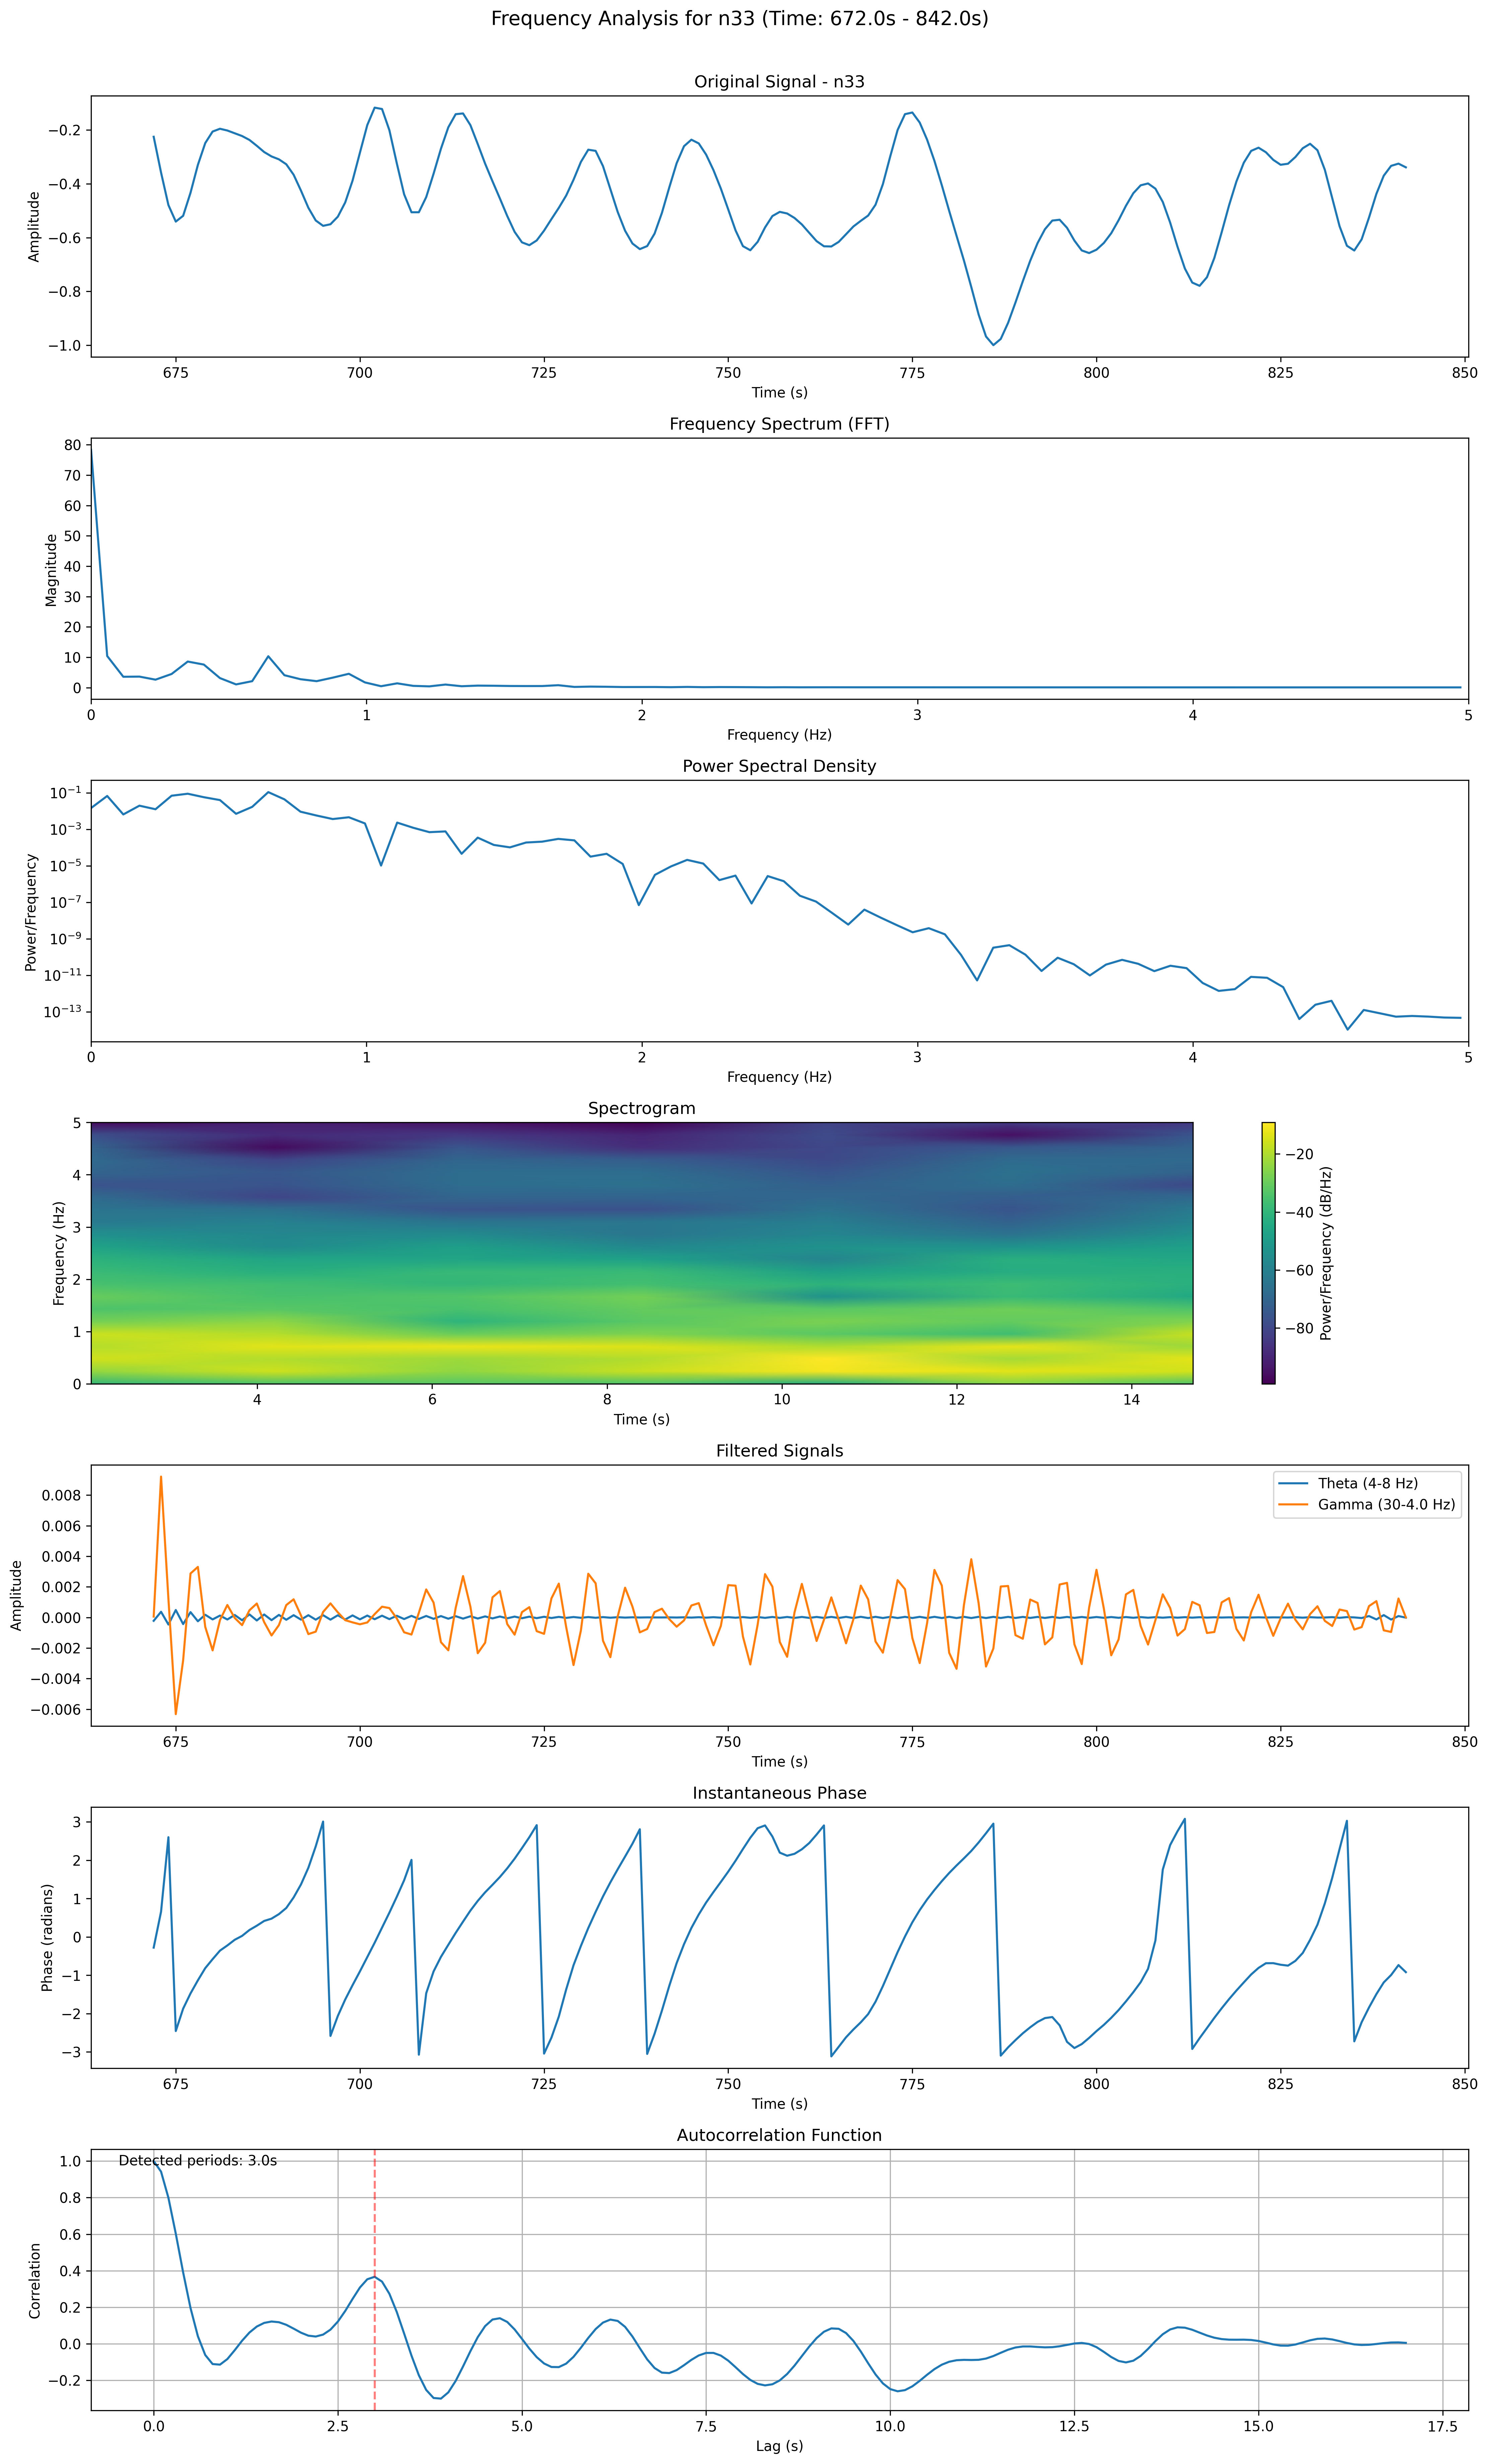 Frequency Analysis for n33 (Time: 672.0s - 842.0s)
Original Signal - n33
−0.2
−0.4
−0.6
−0.8
−1.0
Amplitude
675 700 725 750 775 800 825 850
Time (s)
Frequency Spectrum (FFT)
80
70
60
50
40
30
20
10
0
Magnitude
0 1 2 3 4 5
Frequency (Hz)
Power Spectral Density
10⁻¹
10⁻³
10⁻⁵
10⁻⁷
10⁻⁹
10⁻¹¹
10⁻¹³
Power/Frequency
0 1 2 3 4 5
Frequency (Hz)
Spectrogram
5
4
3
2
1
0
Frequency (Hz)
4 6 8 10 12 14
Time (s)
−20
−40
−60
−80
Power/Frequency (dB/Hz)
Filtered Signals
0.008
0.006
0.004
0.002
0.000
−0.002
−0.004
−0.006
Amplitude
Theta (4-8 Hz)
Gamma (30-4.0 Hz)
675 700 725 750 775 800 825 850
Time (s)
Instantaneous Phase
3
2
1
0
−1
−2
−3
Phase (radians)
675 700 725 750 775 800 825 850
Time (s)
Autocorrelation Function
Detected periods: 3.0s
1.0
0.8
0.6
0.4
0.2
0.0
−0.2
Correlation
0.0 2.5 5.0 7.5 10.0 12.5 15.0 17.5
Lag (s)